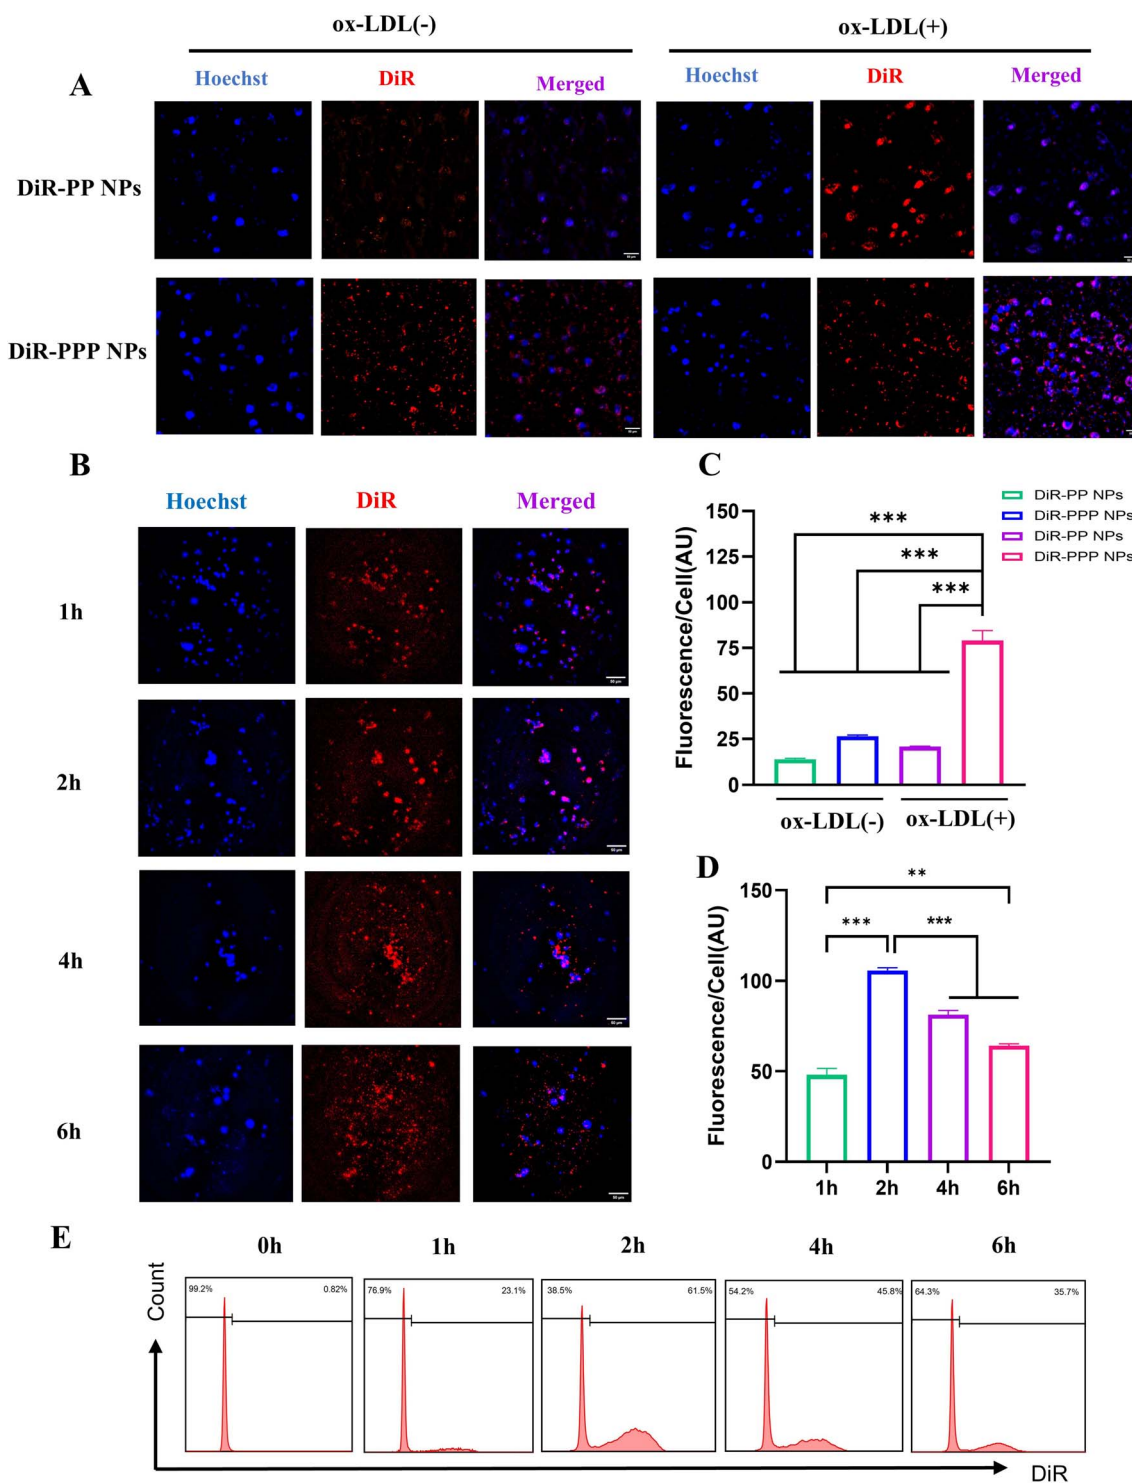 ox-LDL(-)
ox-LDL(+)
A
Hoechst
DiR
Merged
Hoechst
DiR
Merged
DiR-PP NPs
DiR-PPP NPs
B
Hoechst
DiR
Merged
1h
2h
4h
6h
C
Fluorescence/Cell(AU)
150
125
100
75
50
25
0
***
***
***
ox-LDL(-)
ox-LDL(+)
DiR-PP NPs
DiR-PPP NPs
DiR-PP NPs
DiR-PPP NPs
D
Fluorescence/Cell(AU)
150
100
50
0
**
***
***
1h
2h
4h
6h
E
0h
1h
2h
4h
6h
Count
99.2%
0.82%
76.9%
23.1%
38.5%
61.5%
54.2%
45.8%
64.3%
35.7%
DiR